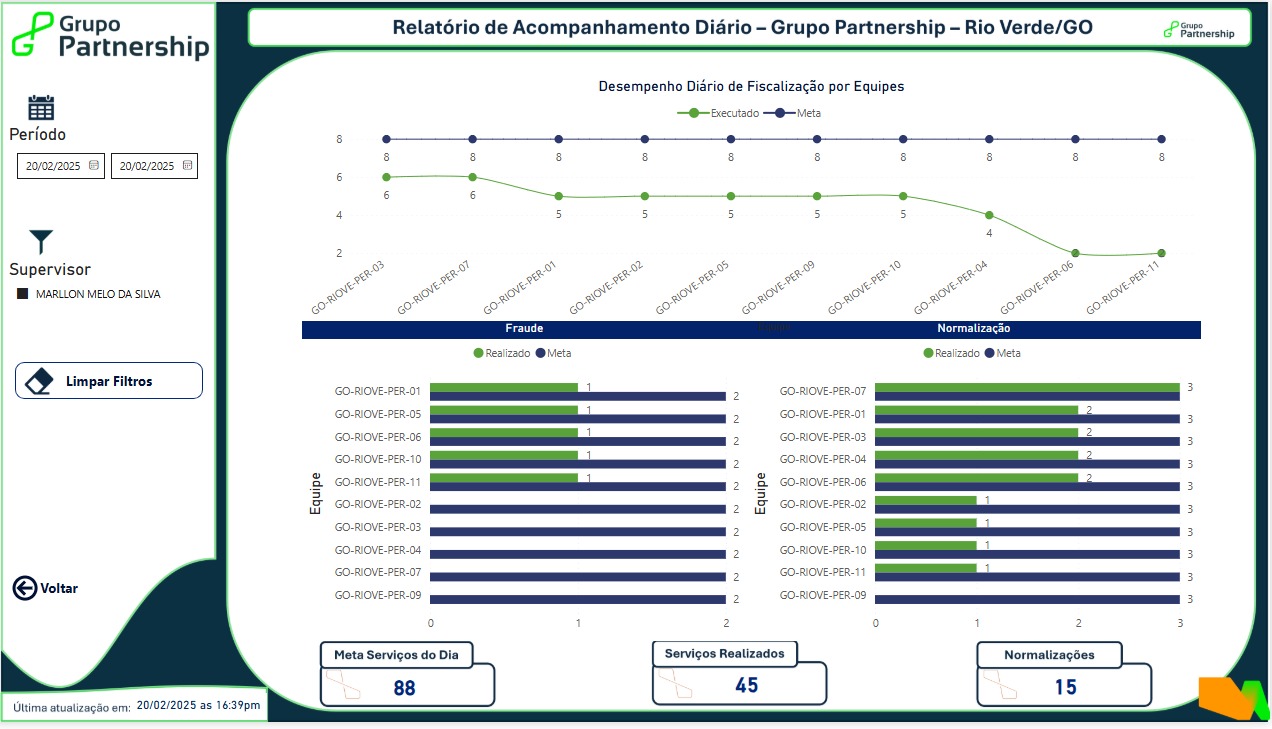 Grupo
Partnership
Relatório de Acompanhamento Diário – Grupo Partnership – Rio Verde/GO
Grupo
Partnership
Período
20/02/2025 20/02/2025
Supervisor
MARLLON MELO DA SILVA
Limpar Filtros
Voltar
Última atualização em: 20/02/2025 as 16:39pm
Desempenho Diário de Fiscalização por Equipes
Executado Meta
8
6
4
2
8 8 8 8 8 8 8 8 8 8
6 6 5 5 5 5 5 4
GO-RIOVE-PER-03
GO-RIOVE-PER-07
GO-RIOVE-PER-01
GO-RIOVE-PER-02
GO-RIOVE-PER-05
GO-RIOVE-PER-09
GO-RIOVE-PER-10
GO-RIOVE-PER-04
GO-RIOVE-PER-06
GO-RIOVE-PER-11
Fraude
Realizado Meta
Equipe
GO-RIOVE-PER-01 1 2
GO-RIOVE-PER-05 1 2
GO-RIOVE-PER-06 1 2
GO-RIOVE-PER-10 1 2
GO-RIOVE-PER-11 1 2
GO-RIOVE-PER-02 2
GO-RIOVE-PER-03 2
GO-RIOVE-PER-04 2
GO-RIOVE-PER-07 2
GO-RIOVE-PER-09 2
0 1 2
Normalização
Realizado Meta
Equipe
GO-RIOVE-PER-07 3
GO-RIOVE-PER-01 2 3
GO-RIOVE-PER-03 2 3
GO-RIOVE-PER-04 2 3
GO-RIOVE-PER-06 2 3
GO-RIOVE-PER-02 1 3
GO-RIOVE-PER-05 1 3
GO-RIOVE-PER-10 1 3
GO-RIOVE-PER-11 1 3
GO-RIOVE-PER-09 3
0 1 2 3
Meta Serviços do Dia
88
Serviços Realizados
45
Normalizações
15